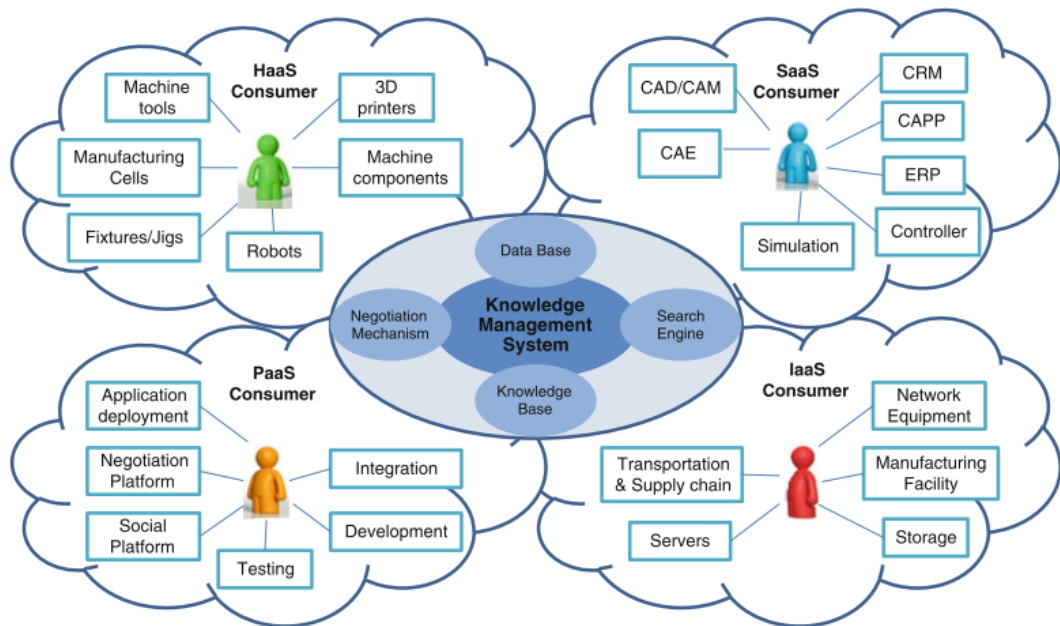 HaaS
Consumer
Machine
tools
3D
printers
Manufacturing
Cells
Machine
components
Fixtures/Jigs
Robots
SaaS
Consumer
CAD/CAM
CRM
CAPP
CAE
ERP
Simulation
Controller
Data Base
Negotiation
Mechanism
Knowledge
Management
System
Search
Engine
Knowledge
Base
PaaS
Consumer
Application
deployment
Negotiation
Platform
Integration
Social
Platform
Development
Testing
IaaS
Consumer
Network
Equipment
Transportation
& Supply chain
Manufacturing
Facility
Servers
Storage